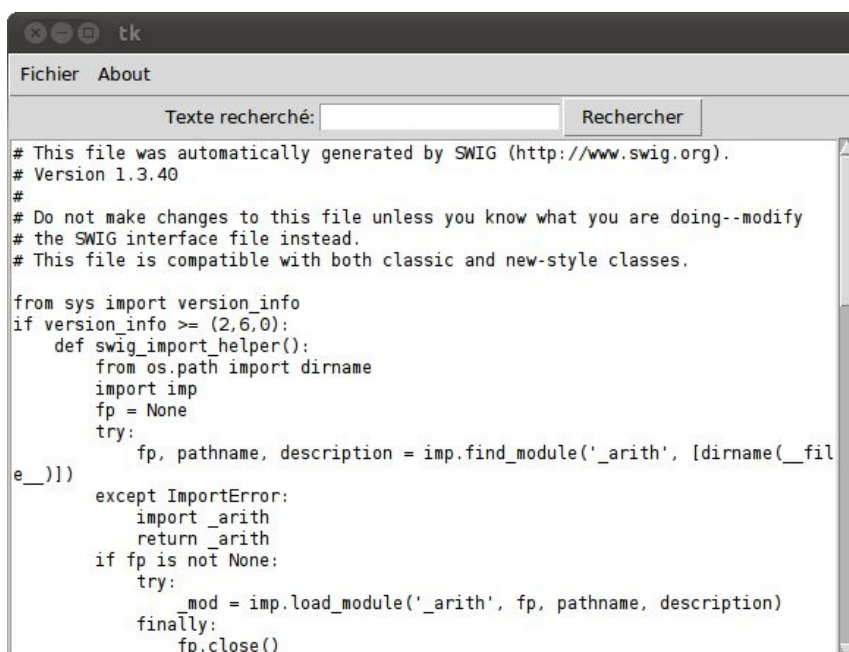 tk
Fichier About
Texte recherché: Rechercher
# This file was automatically generated by SWIG (http://www.swig.org).
# Version 1.3.40
#
# Do not make changes to this file unless you know what you are doing--modify
# the SWIG interface file instead.
# This file is compatible with both classic and new-style classes.

from sys import version_info
if version_info >= (2,6,0):
    def swig_import_helper():
        from os.path import dirname
        import imp
        fp = None
        try:
            fp, pathname, description = imp.find_module('_arith', [dirname(__fil
e__)])
        except ImportError:
            import _arith
            return _arith
        if fp is not None:
            try:
                _mod = imp.load_module('_arith', fp, pathname, description)
            finally:
                fp.close()